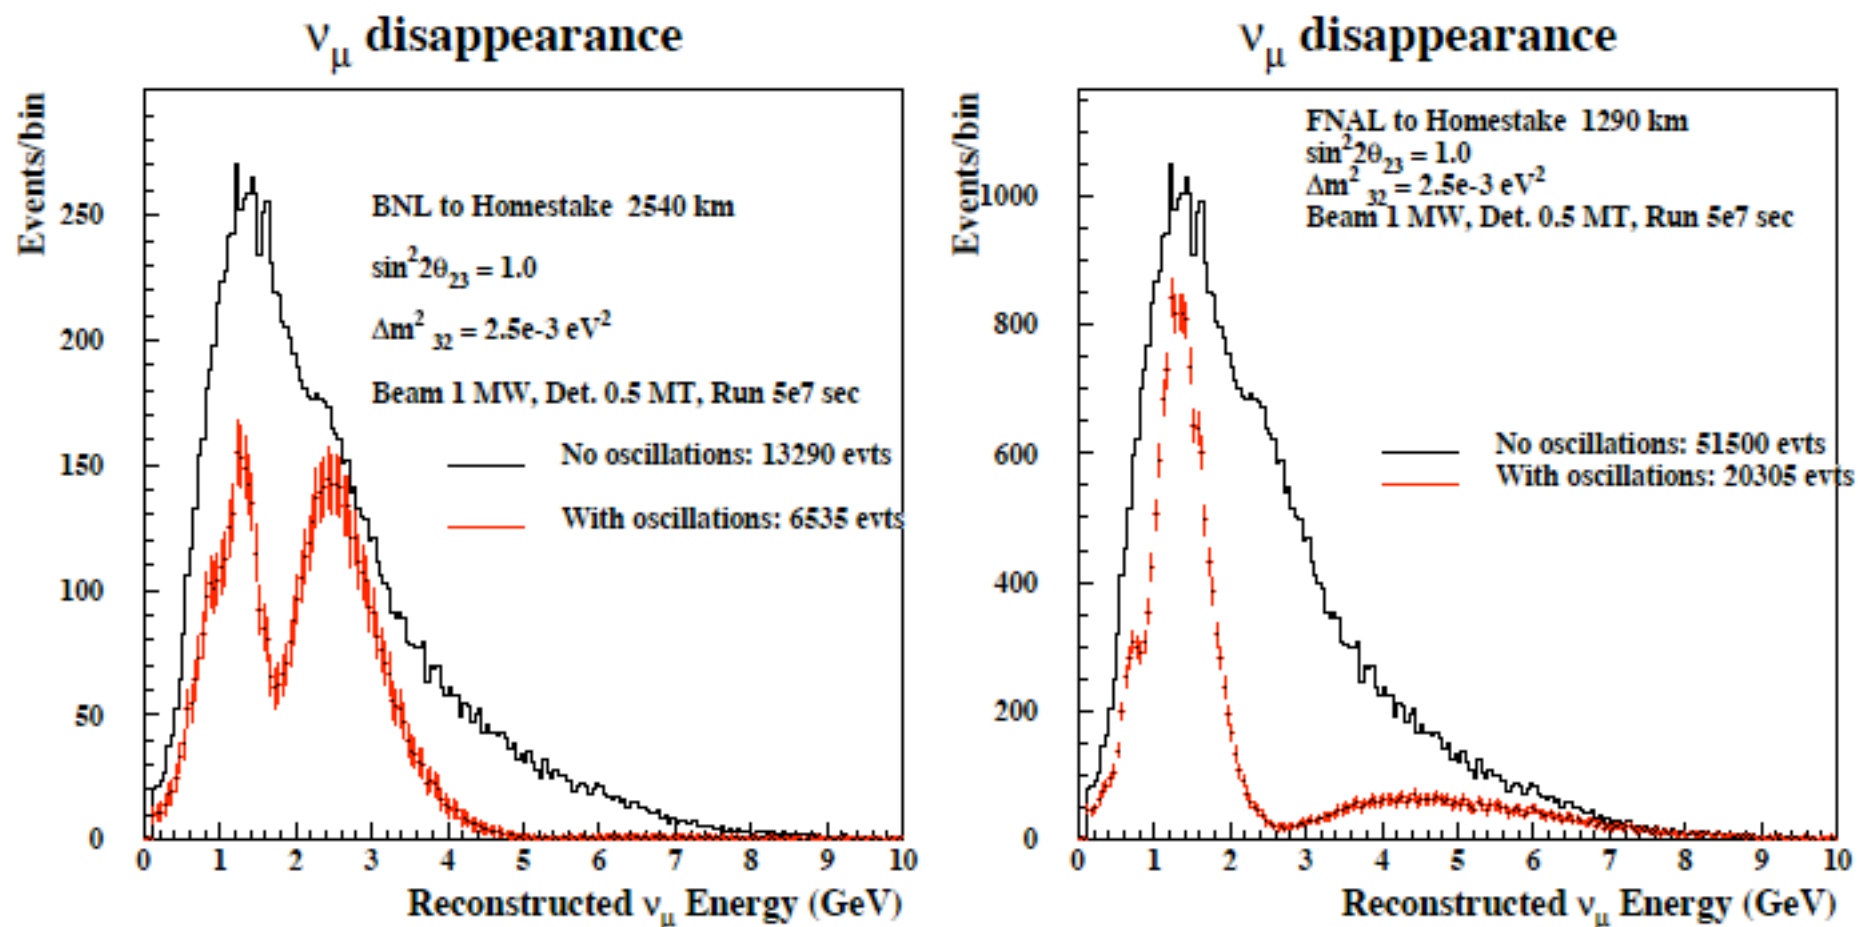 νμ disappearance
Events/bin
250
200
150
100
50
0
BNL to Homestake 2540 km
sin²2θ₂₃ = 1.0
Δm²₃₂ = 2.5e-3 eV²
Beam 1 MW, Det. 0.5 MT, Run 5e7 sec
No oscillations: 13290 evts
With oscillations: 6535 evts
0 1 2 3 4 5 6 7 8 9 10
Reconstructed νμ Energy (GeV)
νμ disappearance
Events/bin
1000
800
600
400
200
0
FNAL to Homestake 1290 km
sin²2θ₂₃ = 1.0
Δm²₃₂ = 2.5e-3 eV²
Beam 1 MW, Det. 0.5 MT, Run 5e7 sec
No oscillations: 51500 evts
With oscillations: 20305 evts
0 1 2 3 4 5 6 7 8 9 10
Reconstructed νμ Energy (GeV)